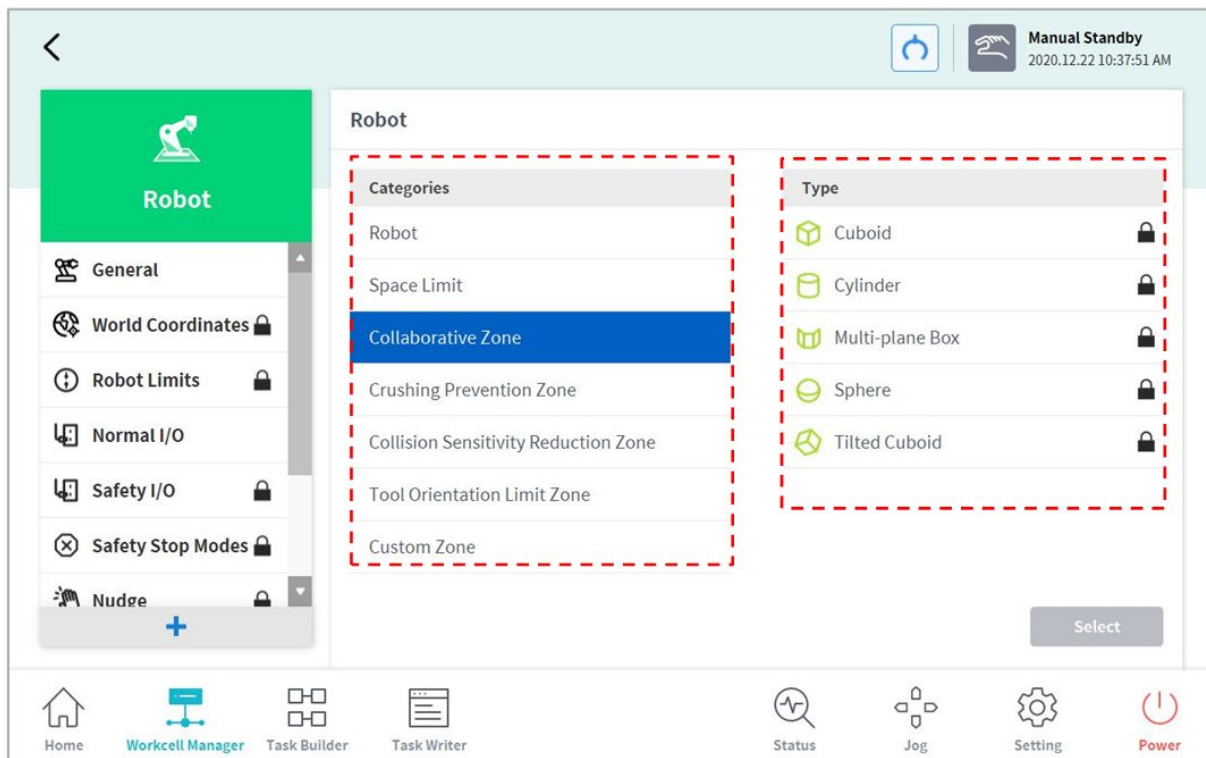 Manual Standby
2020.12.22 10:37:51 AM
Robot
General
World Coordinates
Robot Limits
Normal I/O
Safety I/O
Safety Stop Modes
Nudge
+
Robot
Categories
Robot
Space Limit
Collaborative Zone
Crushing Prevention Zone
Collision Sensitivity Reduction Zone
Tool Orientation Limit Zone
Custom Zone
Type
Cuboid
Cylinder
Multi-plane Box
Sphere
Tilted Cuboid
Select
Home
Workcell Manager
Task Builder
Task Writer
Status
Jog
Setting
Power